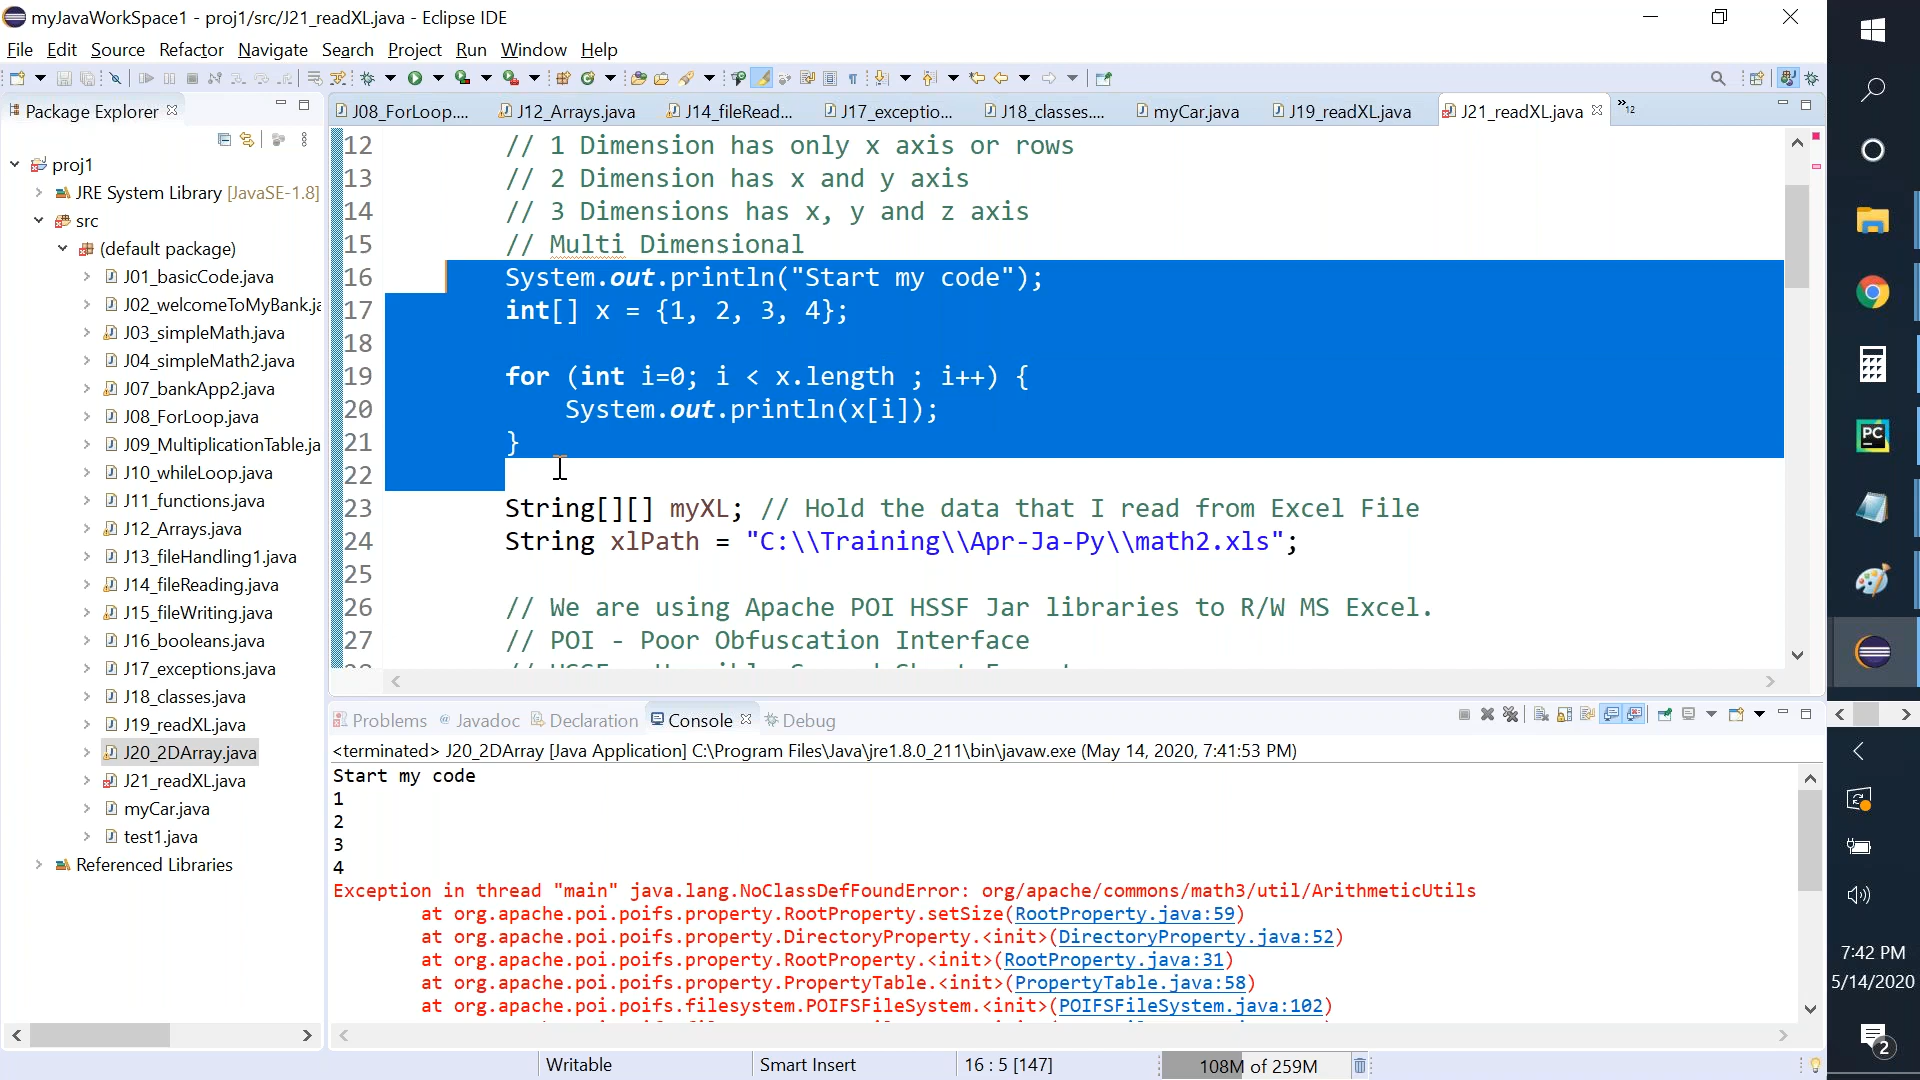 myJavaWorkSpace1 - proj1/src/J21_readXL.java - Eclipse IDE
File Edit Source Refactor Navigate Search Project Run Window Help
Package Explorer
J08_ForLoop.... J12_Arrays.java J14_fileRead... J17_exceptio... J18_classes.... myCar.java J19_readXL.java J21_readXL.java »12
proj1
JRE System Library [JavaSE-1.8]
src
(default package)
J01_basicCode.java
J02_welcomeToMyBank.ja
J03_simpleMath.java
J04_simpleMath2.java
J07_bankApp2.java
J08_ForLoop.java
J09_MultiplicationTable.ja
J10_whileLoop.java
J11_functions.java
J12_Arrays.java
J13_fileHandling1.java
J14_fileReading.java
J15_fileWriting.java
J16_booleans.java
J17_exceptions.java
J18_classes.java
J19_readXL.java
J20_2DArray.java
J21_readXL.java
myCar.java
test1.java
Referenced Libraries
12 // 1 Dimension has only x axis or rows
13 // 2 Dimension has x and y axis
14 // 3 Dimensions has x, y and z axis
15 // Multi Dimensional
16 System.out.println("Start my code");
17 int[] x = {1, 2, 3, 4};
18
19 for (int i=0; i < x.length ; i++) {
20 System.out.println(x[i]);
21 }
22
23 String[][] myXL; // Hold the data that I read from Excel File
24 String xlPath = "C:\\Training\\Apr-Ja-Py\\math2.xls";
25
26 // We are using Apache POI HSSF Jar libraries to R/W MS Excel.
27 // POI - Poor Obfuscation Interface
Problems Javadoc Declaration Console Debug
<terminated> J20_2DArray [Java Application] C:\Program Files\Java\jre1.8.0_211\bin\javaw.exe (May 14, 2020, 7:41:53 PM)
Start my code
1
2
3
4
Exception in thread "main" java.lang.NoClassDefFoundError: org/apache/commons/math3/util/ArithmeticUtils
at org.apache.poi.poifs.property.RootProperty.setSize(RootProperty.java:59)
at org.apache.poi.poifs.property.DirectoryProperty.<init>(DirectoryProperty.java:52)
at org.apache.poi.poifs.property.RootProperty.<init>(RootProperty.java:31)
at org.apache.poi.poifs.property.PropertyTable.<init>(PropertyTable.java:58)
at org.apache.poi.poifs.filesystem.POIFSFileSystem.<init>(POIFSFileSystem.java:102)
Writable Smart Insert 16 : 5 [147] 108M of 259M
PC
7:42 PM
5/14/2020
2